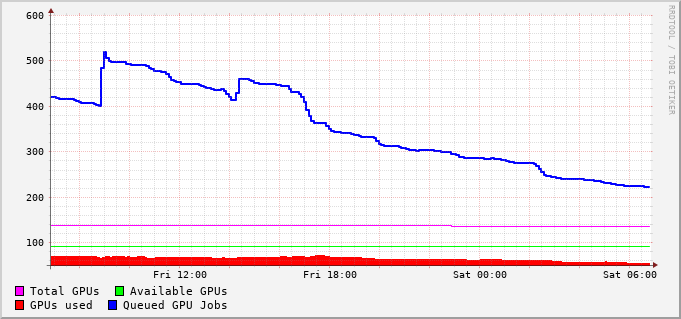 600
500
400
300
200
100
Fri 12:00 Fri 18:00 Sat 00:00 Sat 06:00
Total GPUs Available GPUs
GPUs used Queued GPU Jobs
RRDTOOL / TOBI OETIKER